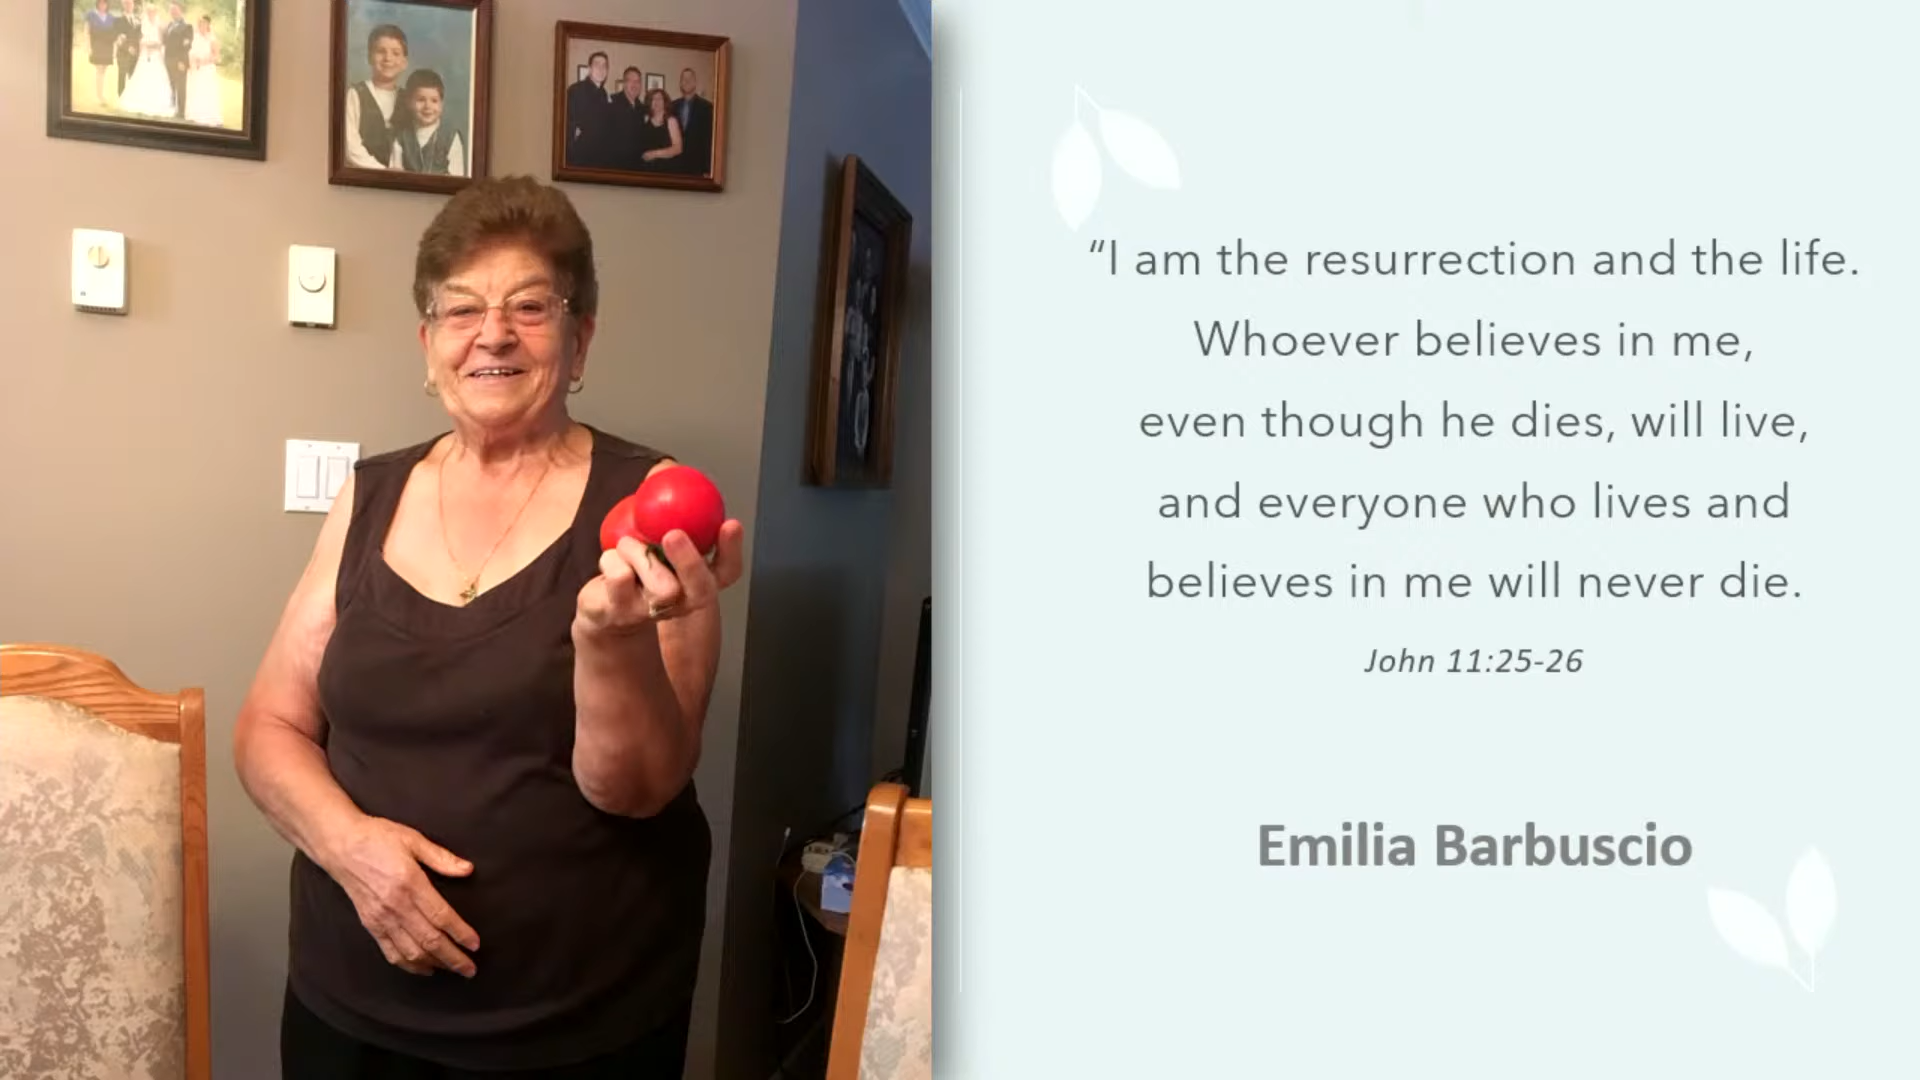 “I am the resurrection and the life.
Whoever believes in me,
even though he dies, will live,
and everyone who lives and
believes in me will never die.
John 11:25-26
Emilia Barbuscio